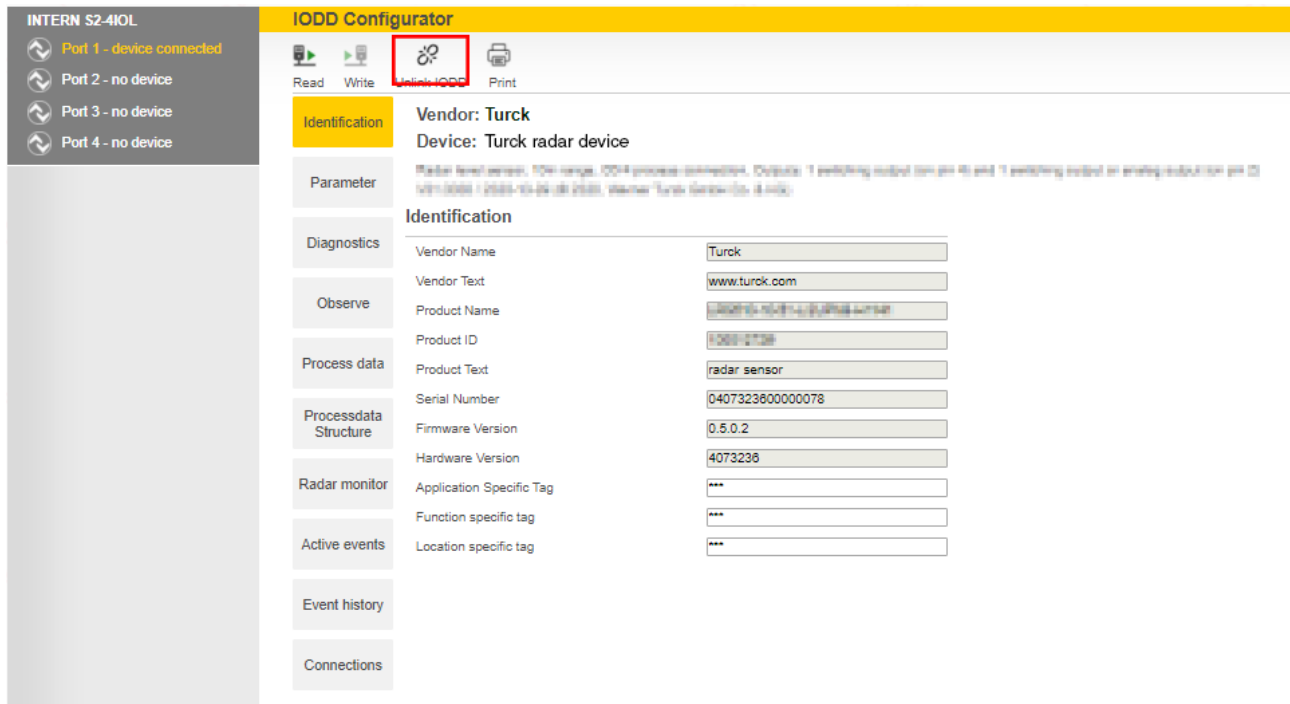 INTERN S2-4IOL
Port 1 - device connected
Port 2 - no device
Port 3 - no device
Port 4 - no device
IODD Configurator
Read Write Unlink IODD Print
Identification
Parameter
Diagnostics
Observe
Process data
Processdata
Structure
Radar monitor
Active events
Event history
Connections
Vendor: Turck
Device: Turck radar device
Identification
Vendor Name Turck
Vendor Text www.turck.com
Product Name
Product ID
Product Text radar sensor
Serial Number 0407323600000078
Firmware Version 0.5.0.2
Hardware Version 4073236
Application Specific Tag ***
Function specific tag ***
Location specific tag ***